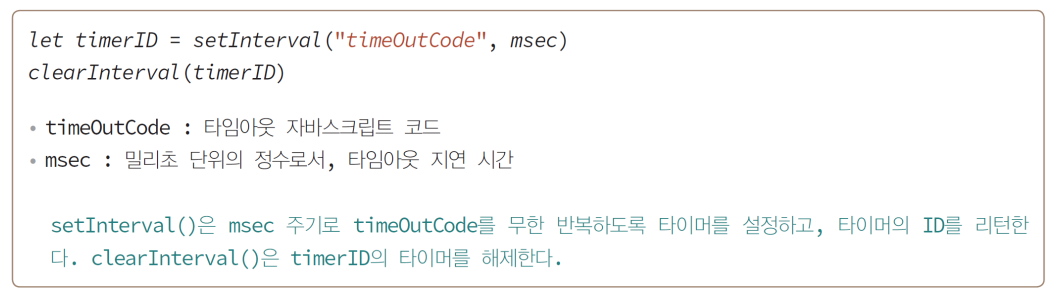 let timerID = setInterval("timeOutCode", msec)
clearInterval(timerID)
• timeOutCode : 타임아웃 자바스크립트 코드
• msec : 밀리초 단위의 정수로서, 타임아웃 지연 시간
setInterval()은 msec 주기로 timeOutCode를 무한 반복하도록 타이머를 설정하고, 타이머의 ID를 리턴한
다. clearInterval()은 timerID의 타이머를 해제한다.